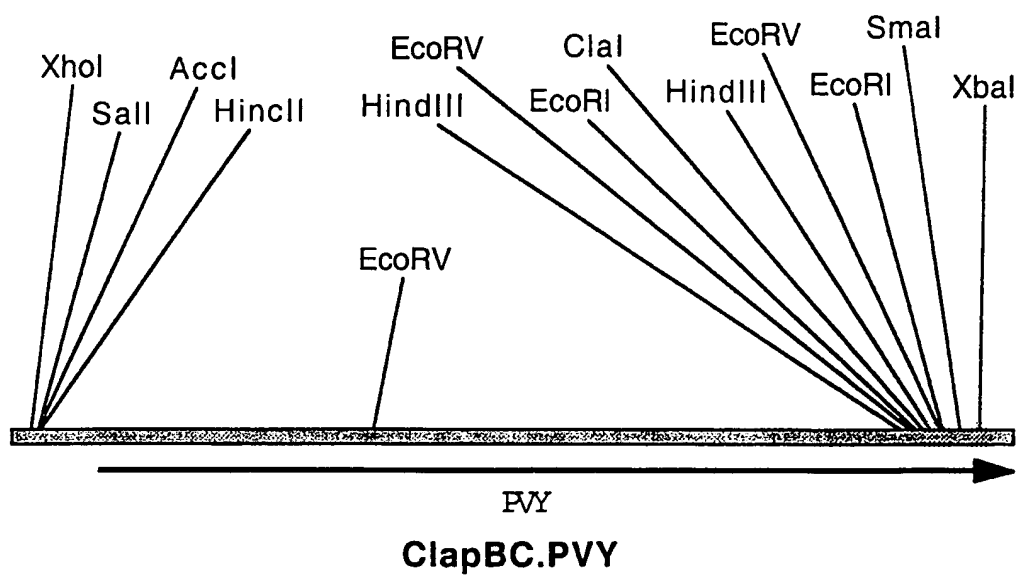 XhoI
SalI
AccI
HincII
EcoRV
HindIII
EcoRV
EcoRI
ClaI
HindIII
EcoRV
EcoRI
SmaI
XbaI
PVY
ClapBC.PVY